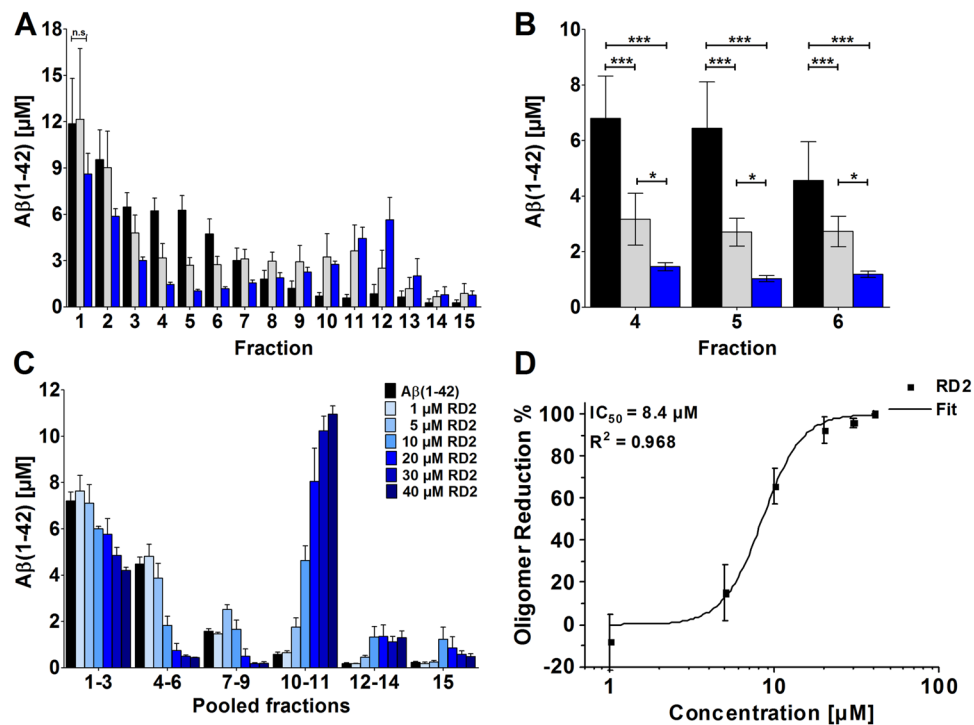 A
Aβ(1-42) [µM]
18
15
12
9
6
3
0
n.s
1 2 3 4 5 6 7 8 9 10 11 12 13 14 15
Fraction
B
Aβ(1-42) [µM]
10
8
6
4
2
0
*** *** ***
*** *** ***
* * *
4 5 6
Fraction
C
Aβ(1-42) [µM]
12
10
8
6
4
2
0
Aβ(1-42)
1 µM RD2
5 µM RD2
10 µM RD2
20 µM RD2
30 µM RD2
40 µM RD2
1-3 4-6 7-9 10-11 12-14 15
Pooled fractions
D
Oligomer Reduction %
100
80
60
40
20
0
-20
IC50 = 8.4 µM
R² = 0.968
RD2
Fit
1 10 100
Concentration [µM]